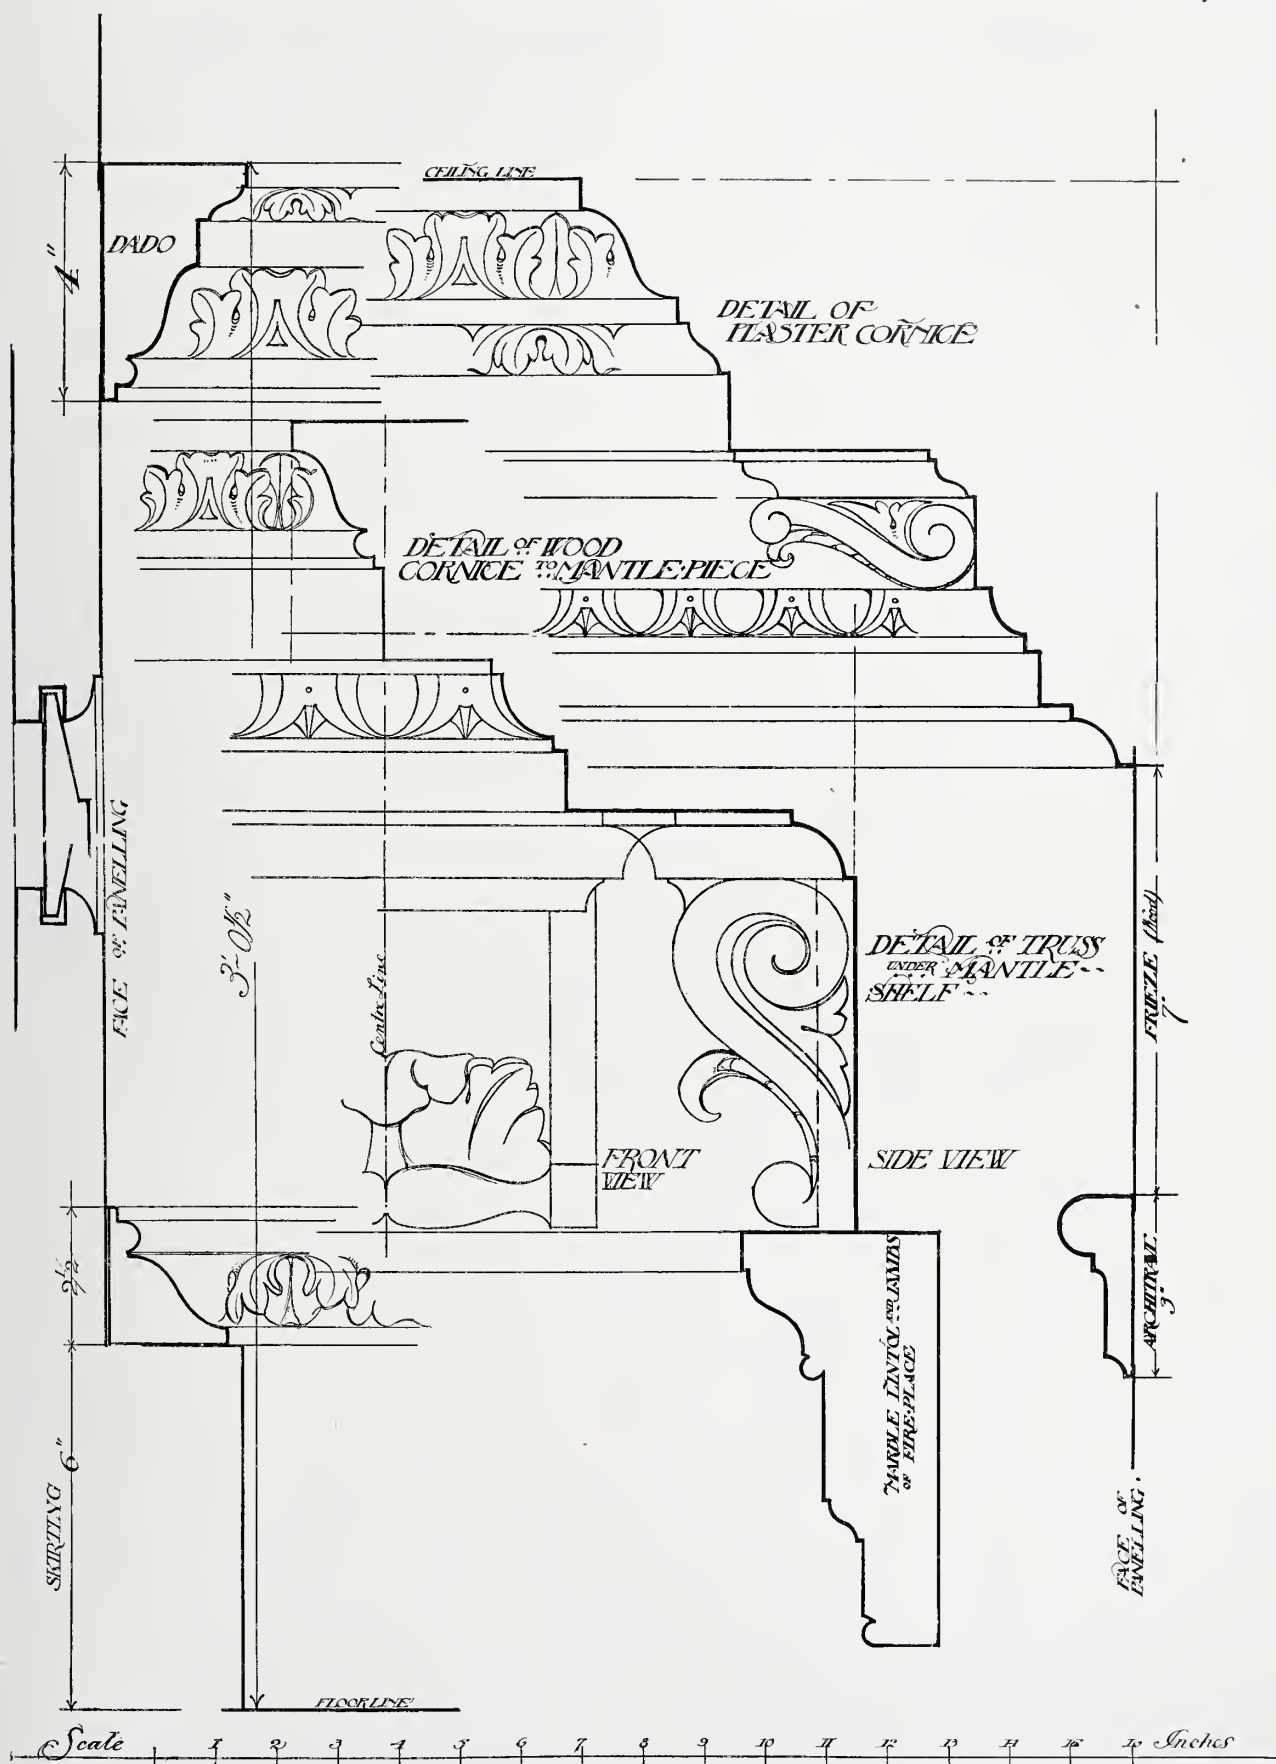 CEILING LINE
DADO
4"
DETAIL OF
PLASTER CORNICE
DETAIL OF WOOD
CORNICE TO MANTLE·PIECE
FACE OF PANELLING
3'-0½"
Centre Line
DETAIL OF TRUSS
UNDER MANTLE--
SHELF--
FRIEZE (Wood)
7"
FRONT
VIEW
SIDE VIEW
2½
ARCHITRAVE
3"
MARBLE LINTOL AND JAMBS
OF FIRE·PLACE
SKIRTING
6"
FACE OF
PANELLING.
FLOOR LINE
Scale 1 2 3 4 5 6 7 8 9 10 11 12 13 14 15 16 Inches